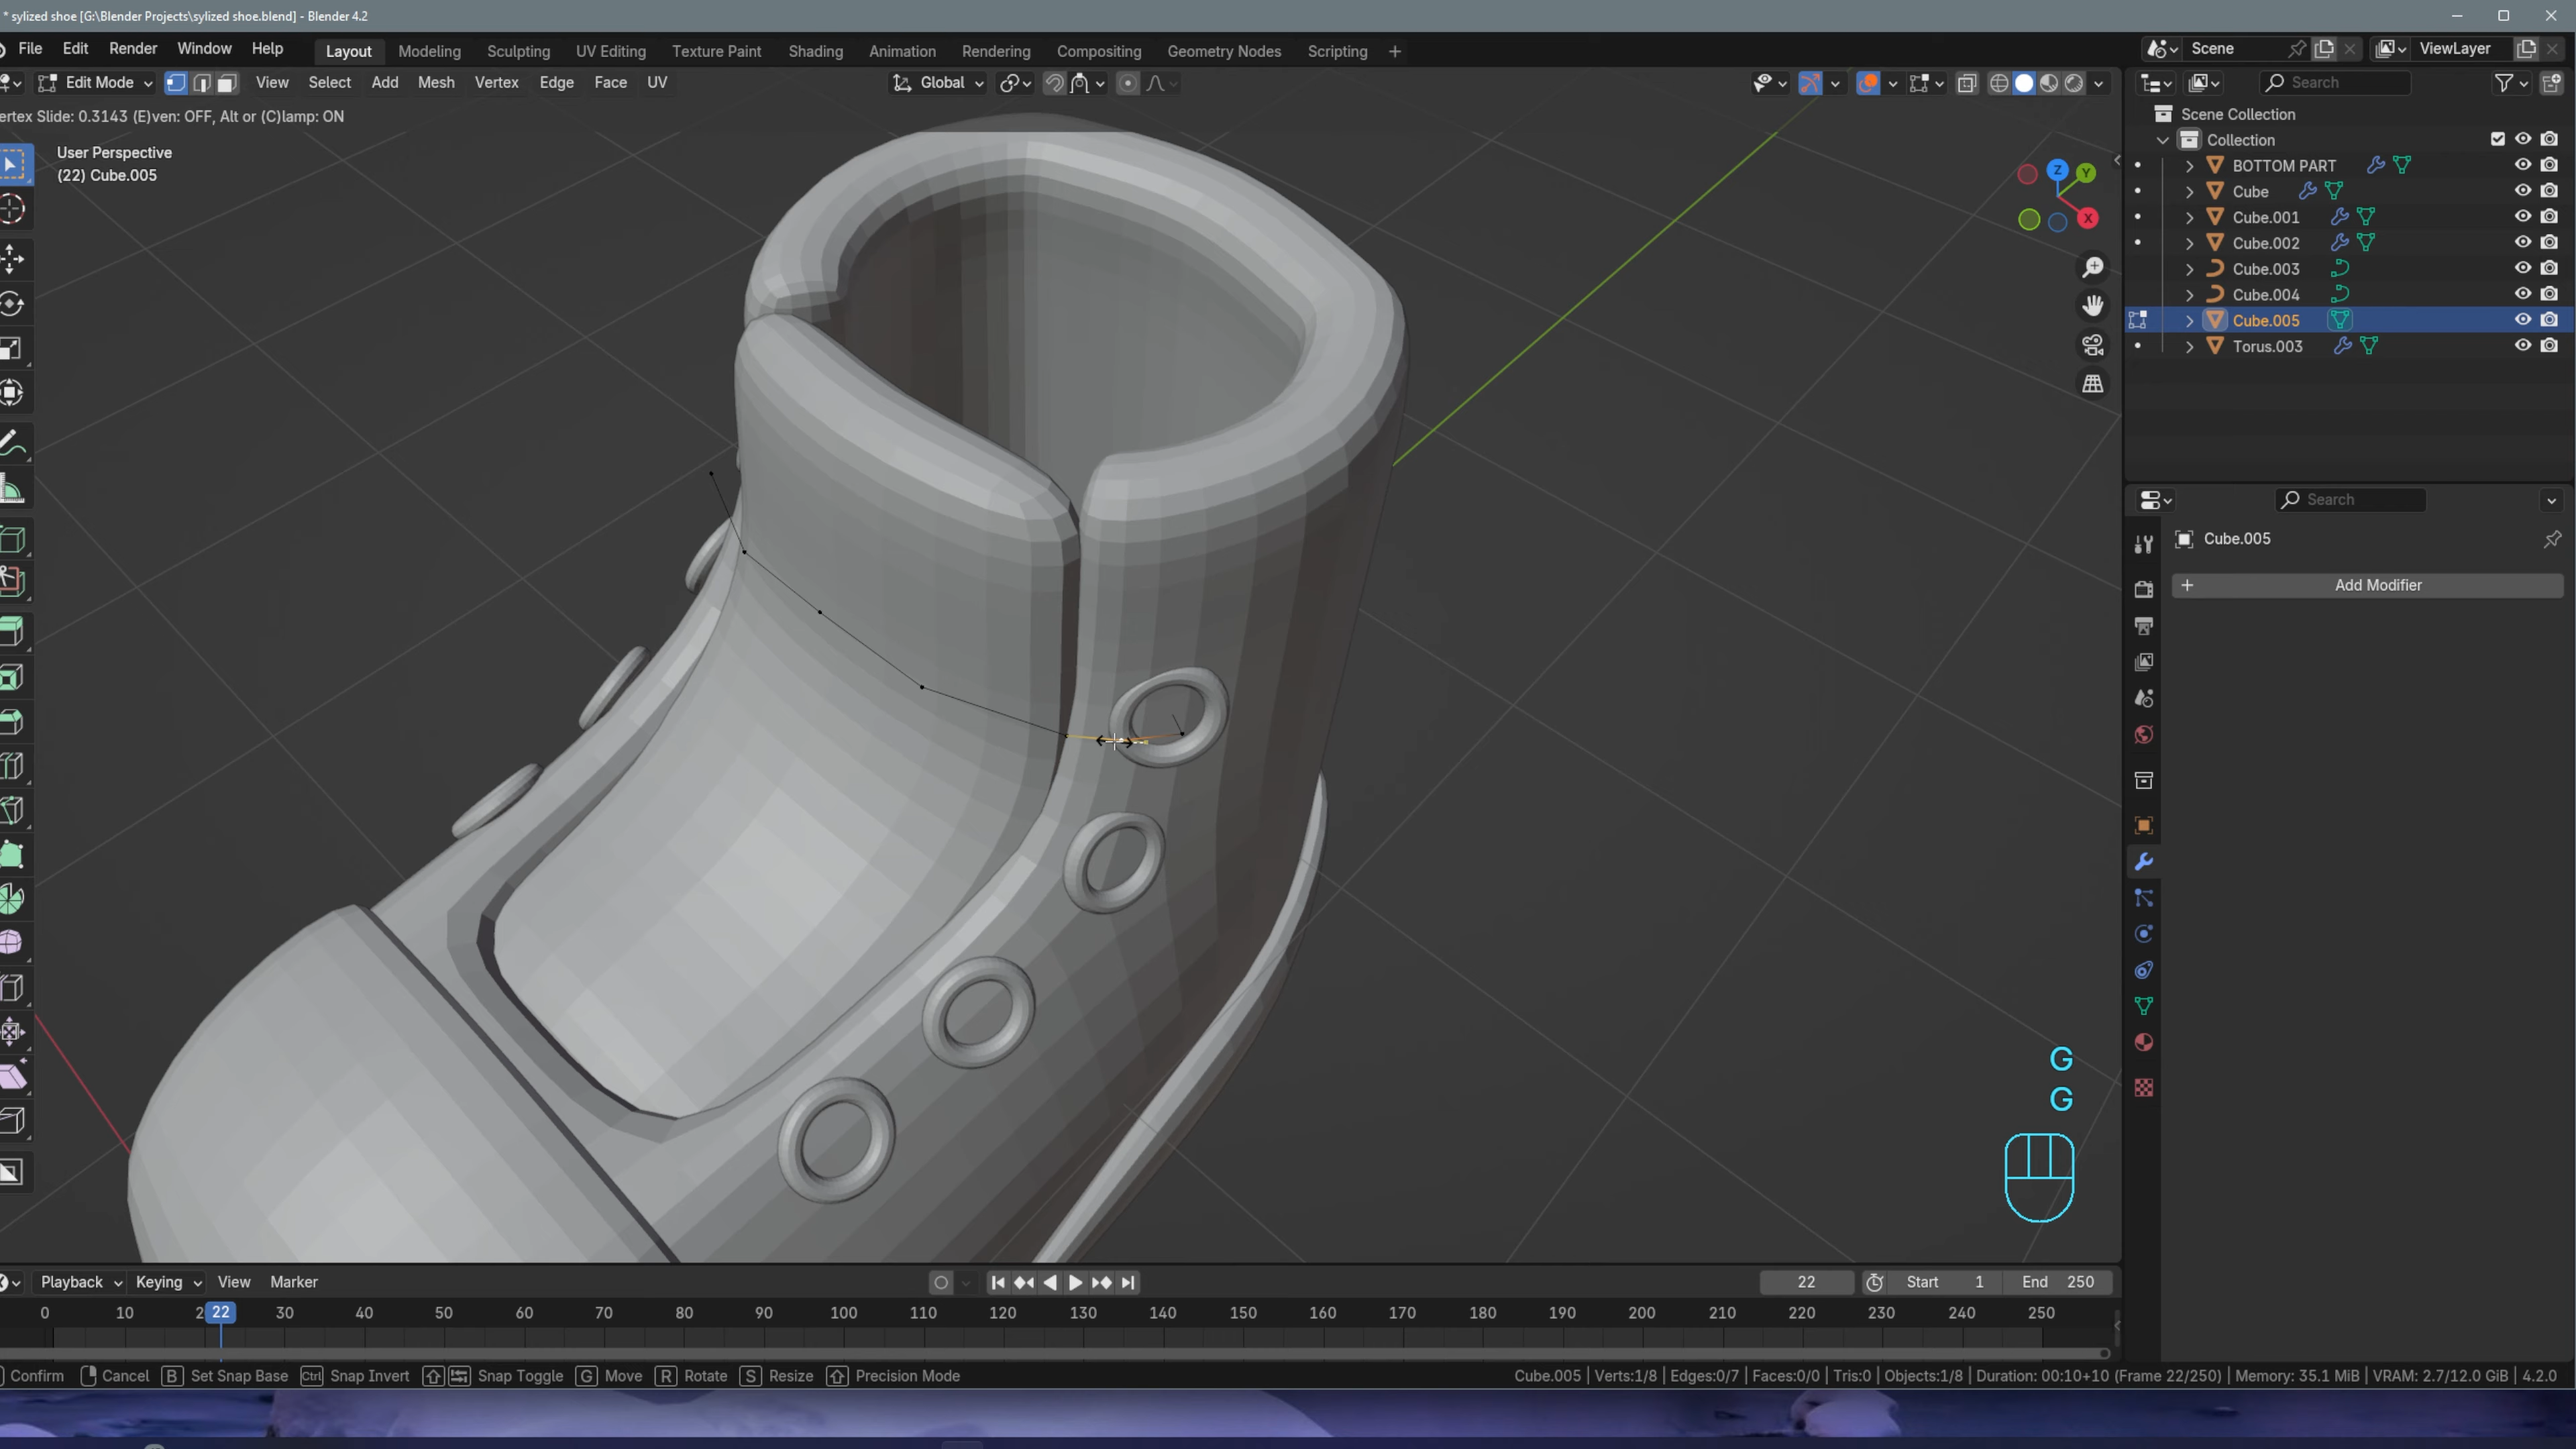 * sylized shoe [G:\Blender Projects\sylized shoe.blend] - Blender 4.2
File Edit Render Window Help Layout Modeling Sculpting UV Editing Texture Paint Shading Animation Rendering Compositing Geometry Nodes Scripting + Scene ViewLayer
Edit Mode View Select Add Mesh Vertex Edge Face UV Global Search
ertex Slide: 0.3143 (E)ven: OFF, Alt or (C)lamp: ON
User Perspective
(22) Cube.005
Z
Y
X
Scene Collection
Collection
BOTTOM PART
Cube
Cube.001
Cube.002
Cube.003
Cube.004
Cube.005
Torus.003
Search
Cube.005
+ Add Modifier
G
G
Playback Keying View Marker 22 Start 1 End 250
0 10 2 22 30 40 50 60 70 80 90 100 110 120 130 140 150 160 170 180 190 200 210 220 230 240 250
Confirm Cancel B Set Snap Base Ctrl Snap Invert Snap Toggle G Move R Rotate S Resize Precision Mode Cube.005 | Verts:1/8 | Edges:0/7 | Faces:0/0 | Tris:0 | Objects:1/8 | Duration: 00:10+10 (Frame 22/250) | Memory: 35.1 MiB | VRAM: 2.7/12.0 GiB | 4.2.0